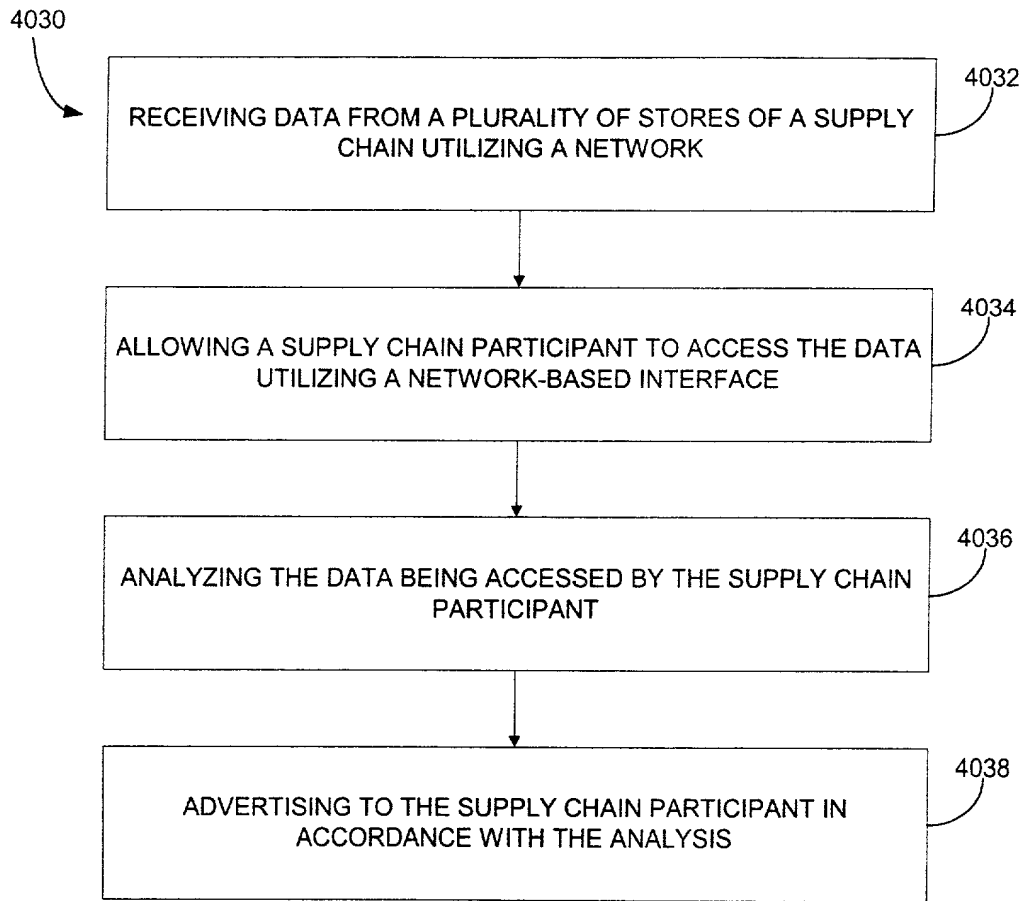 4030
4032
RECEIVING DATA FROM A PLURALITY OF STORES OF A SUPPLY
CHAIN UTILIZING A NETWORK
4034
ALLOWING A SUPPLY CHAIN PARTICIPANT TO ACCESS THE DATA
UTILIZING A NETWORK-BASED INTERFACE
4036
ANALYZING THE DATA BEING ACCESSED BY THE SUPPLY CHAIN
PARTICIPANT
4038
ADVERTISING TO THE SUPPLY CHAIN PARTICIPANT IN
ACCORDANCE WITH THE ANALYSIS